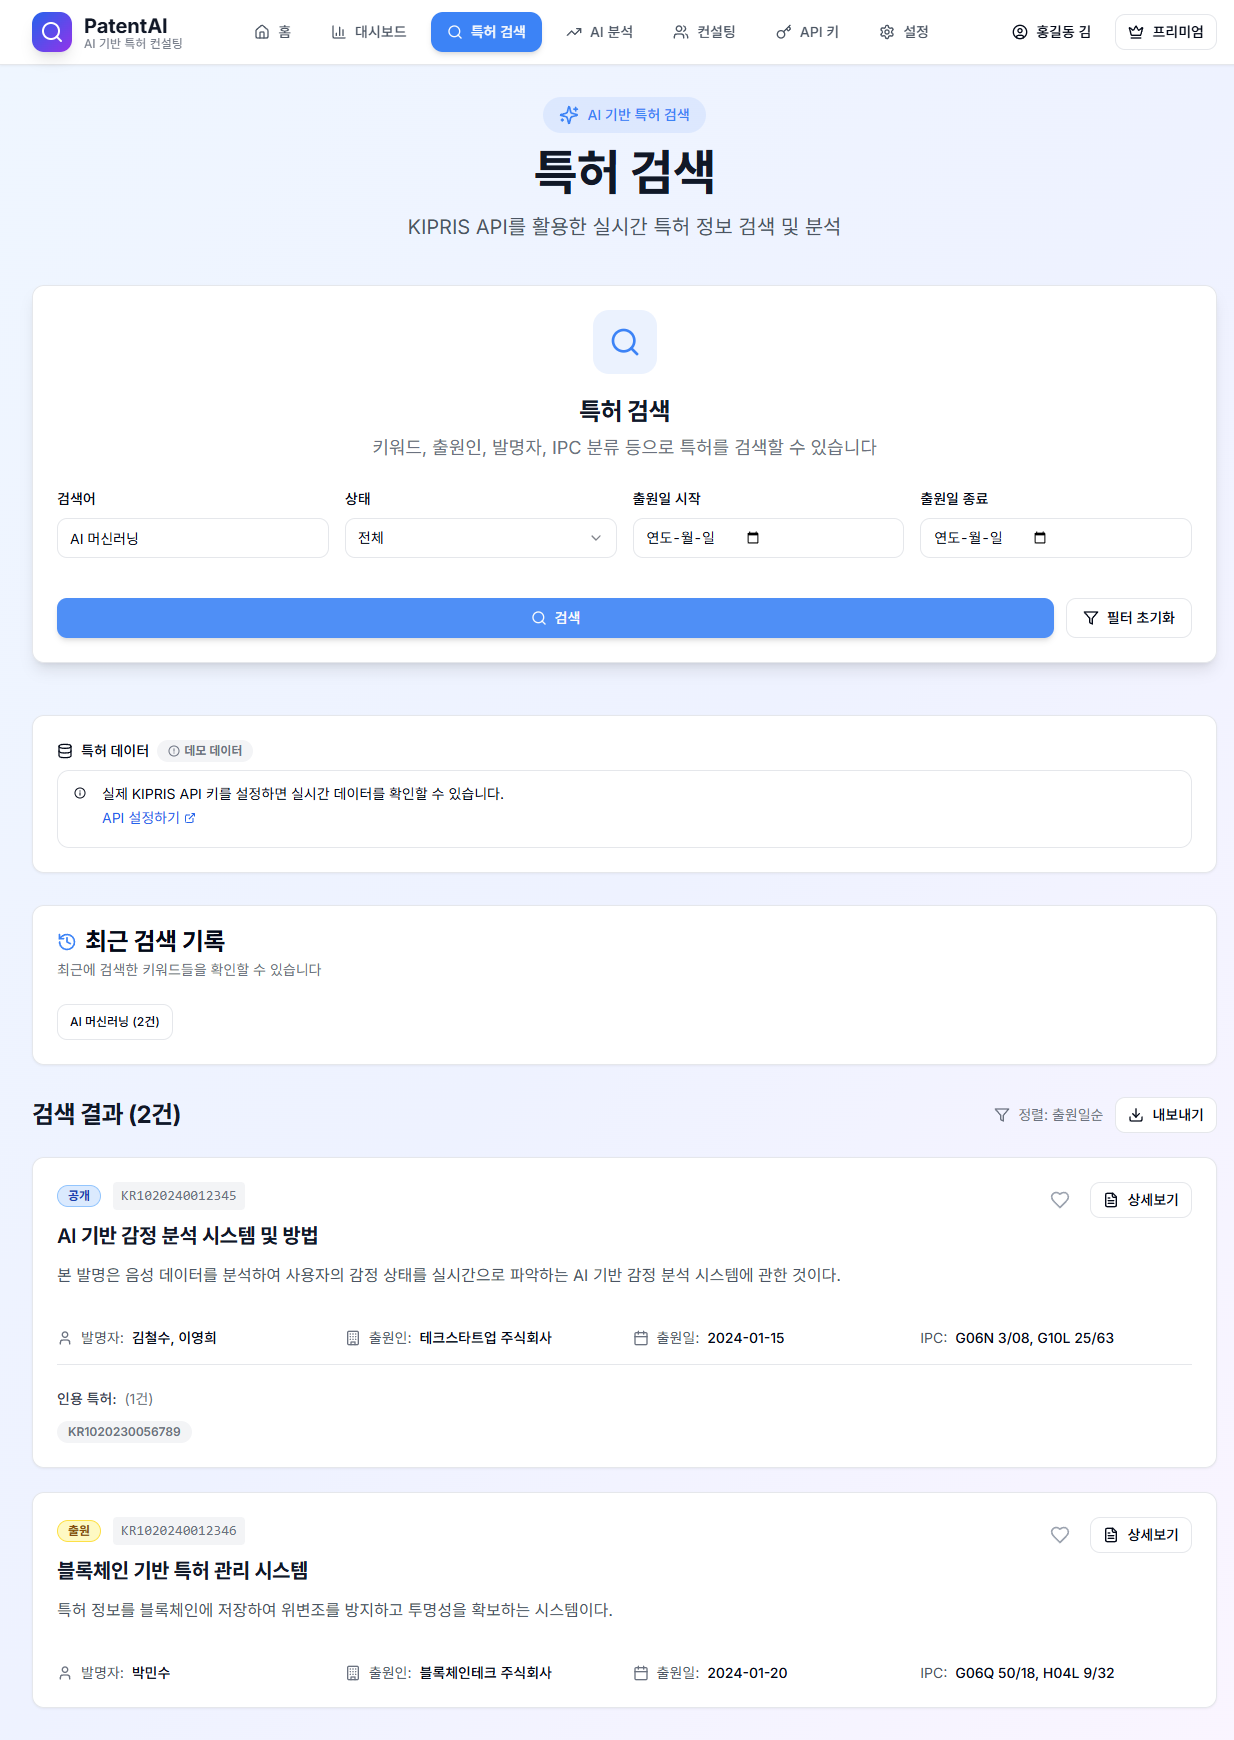 PatentAI
AI 기반 특허 컨설팅
홈
대시보드
특허 검색
AI 분석
컨설팅
API 키
설정
홍길동 김
프리미엄
AI 기반 특허 검색
특허 검색
KIPRIS API를 활용한 실시간 특허 정보 검색 및 분석
특허 검색
키워드, 출원인, 발명자, IPC 분류 등으로 특허를 검색할 수 있습니다
검색어
상태
출원일 시작
출원일 종료
AI 머신러닝
전체
연도-월-일
연도-월-일
검색
필터 초기화
특허 데이터
데모 데이터
실제 KIPRIS API 키를 설정하면 실시간 데이터를 확인할 수 있습니다.
API 설정하기
최근 검색 기록
최근에 검색한 키워드들을 확인할 수 있습니다
AI 머신러닝 (2건)
검색 결과 (2건)
정렬: 출원일순
내보내기
공개
KR1020240012345
상세보기
AI 기반 감정 분석 시스템 및 방법
본 발명은 음성 데이터를 분석하여 사용자의 감정 상태를 실시간으로 파악하는 AI 기반 감정 분석 시스템에 관한 것이다.
발명자: 김철수, 이영희
출원인: 테크스타트업 주식회사
출원일: 2024-01-15
IPC: G06N 3/08, G10L 25/63
인용 특허: (1건)
KR1020230056789
출원
KR1020240012346
상세보기
블록체인 기반 특허 관리 시스템
특허 정보를 블록체인에 저장하여 위변조를 방지하고 투명성을 확보하는 시스템이다.
발명자: 박민수
출원인: 블록체인테크 주식회사
출원일: 2024-01-20
IPC: G06Q 50/18, H04L 9/32